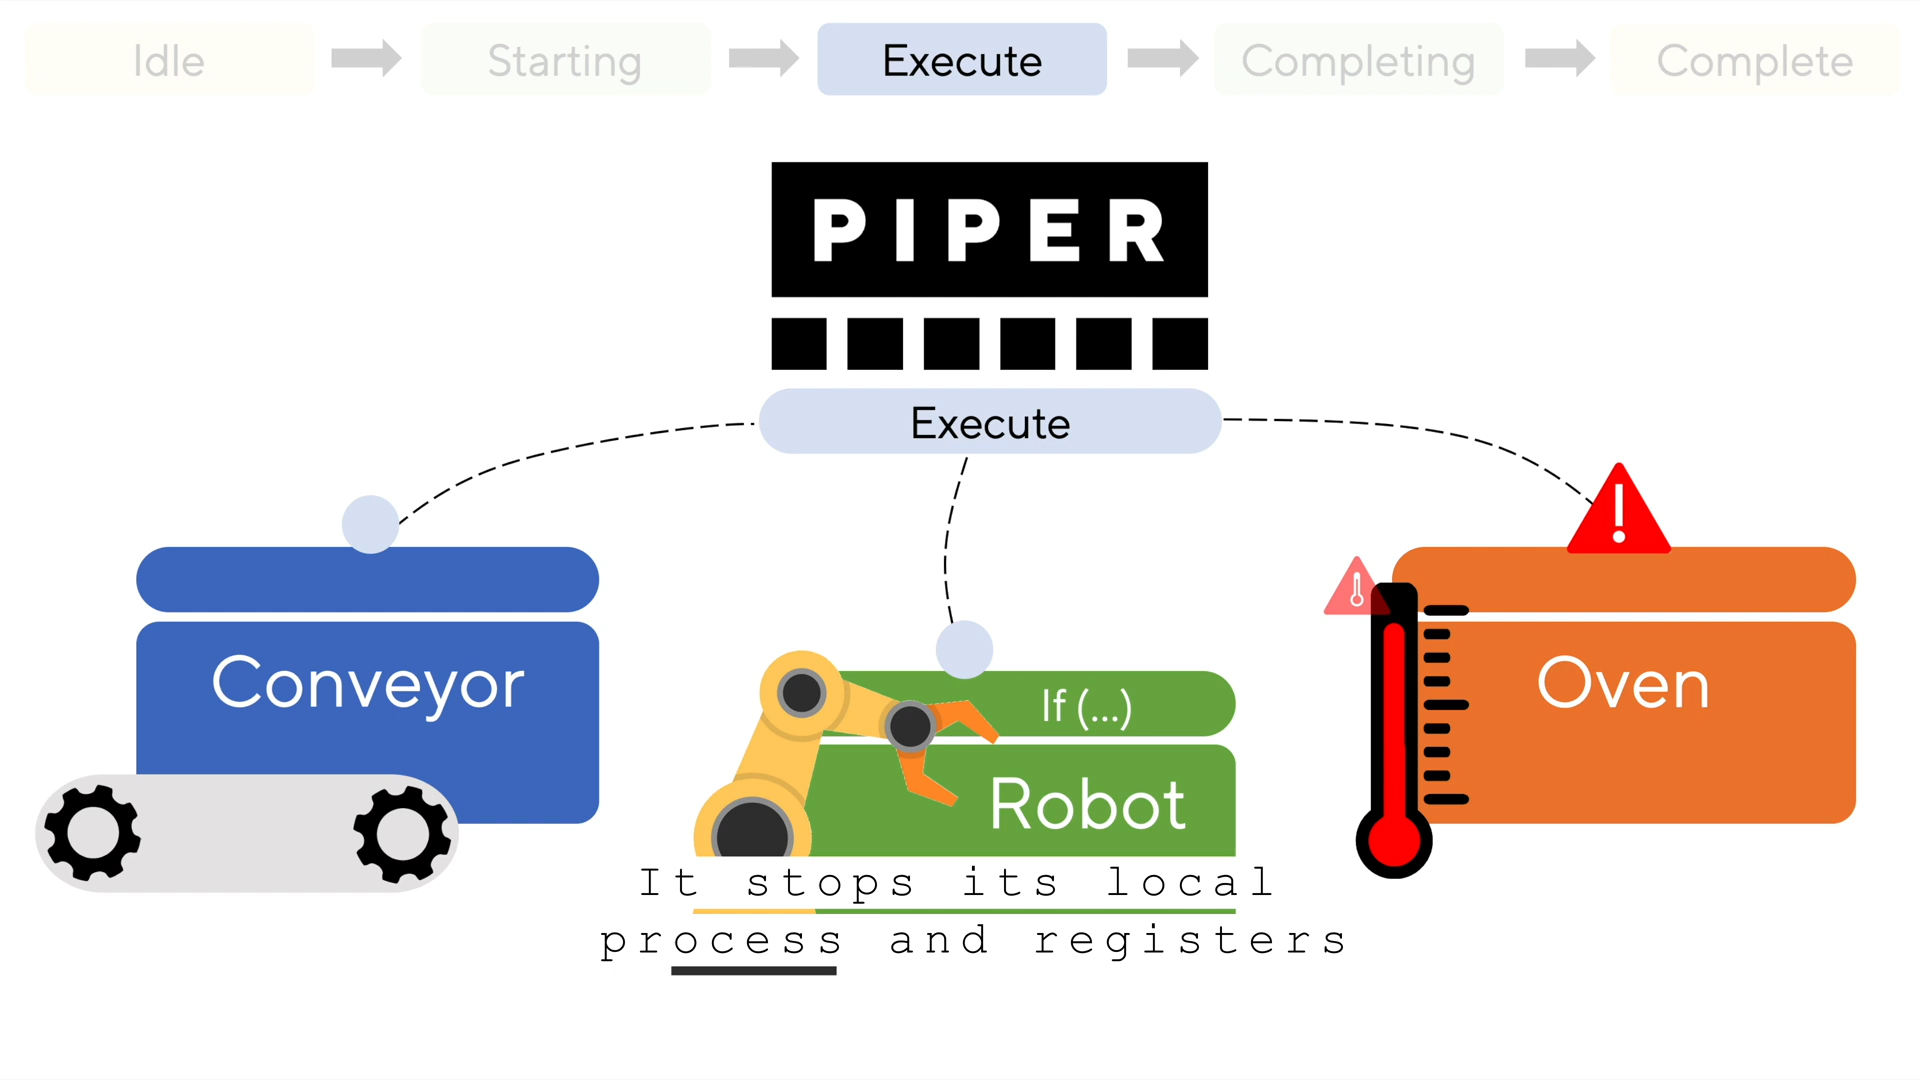 Idle
Starting
Execute
Completing
Complete
PIPER
Execute
Conveyor
If (...)
Robot
Oven
It stops its local
process and registers